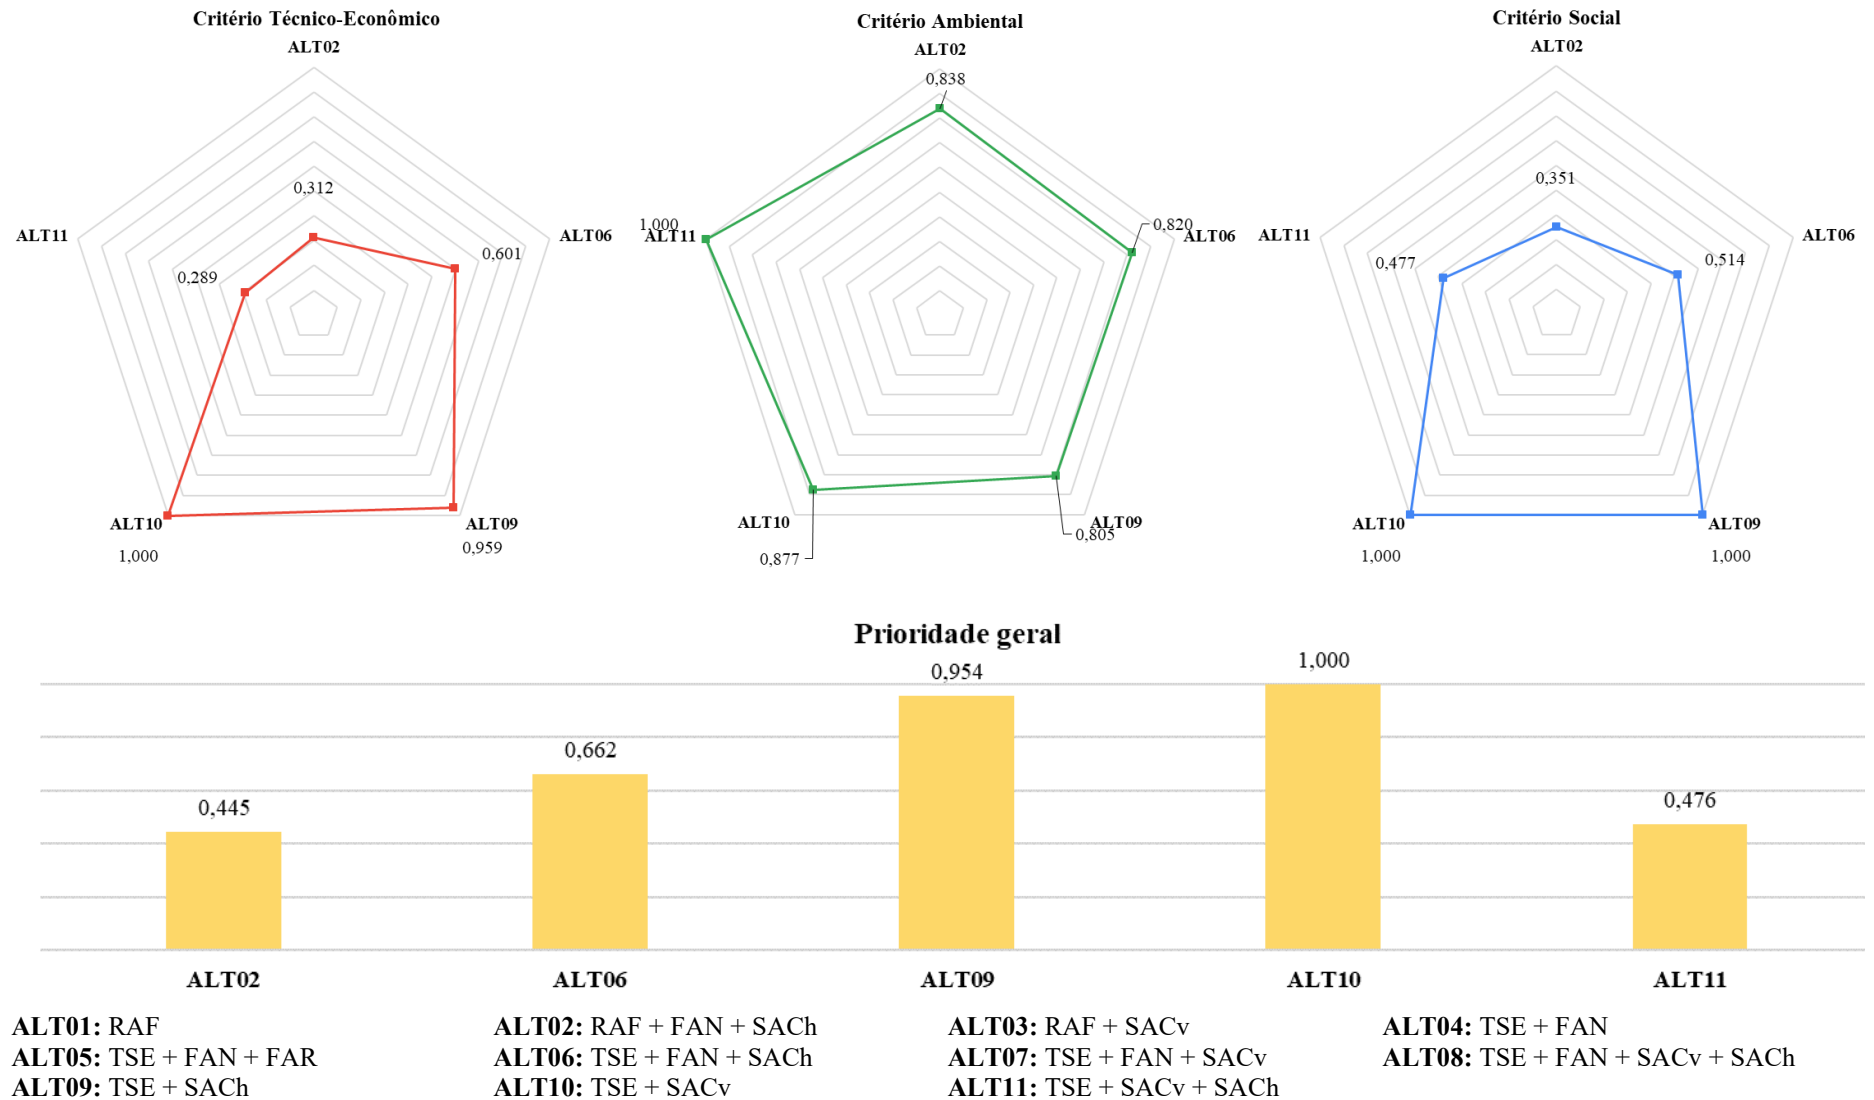 Critério Técnico-Econômico
ALT02
0,312
ALT11
ALT06
0,289
0,601
ALT10
ALT09
1,000
0,959
Critério Ambiental
ALT02
0,838
1,000
ALT11
0,820
ALT06
ALT10
ALT09
0,877
0,805
Critério Social
ALT02
0,351
ALT11
ALT06
0,477
0,514
ALT10
ALT09
1,000
1,000
Prioridade geral
0,445
0,662
0,954
1,000
0,476
ALT02 ALT06 ALT09 ALT10 ALT11
ALT01: RAF ALT02: RAF + FAN + SACh ALT03: RAF + SACv ALT04: TSE + FAN
ALT05: TSE + FAN + FAR ALT06: TSE + FAN + SACh ALT07: TSE + FAN + SACv ALT08: TSE + FAN + SACv + SACh
ALT09: TSE + SACh ALT10: TSE + SACv ALT11: TSE + SACv + SACh